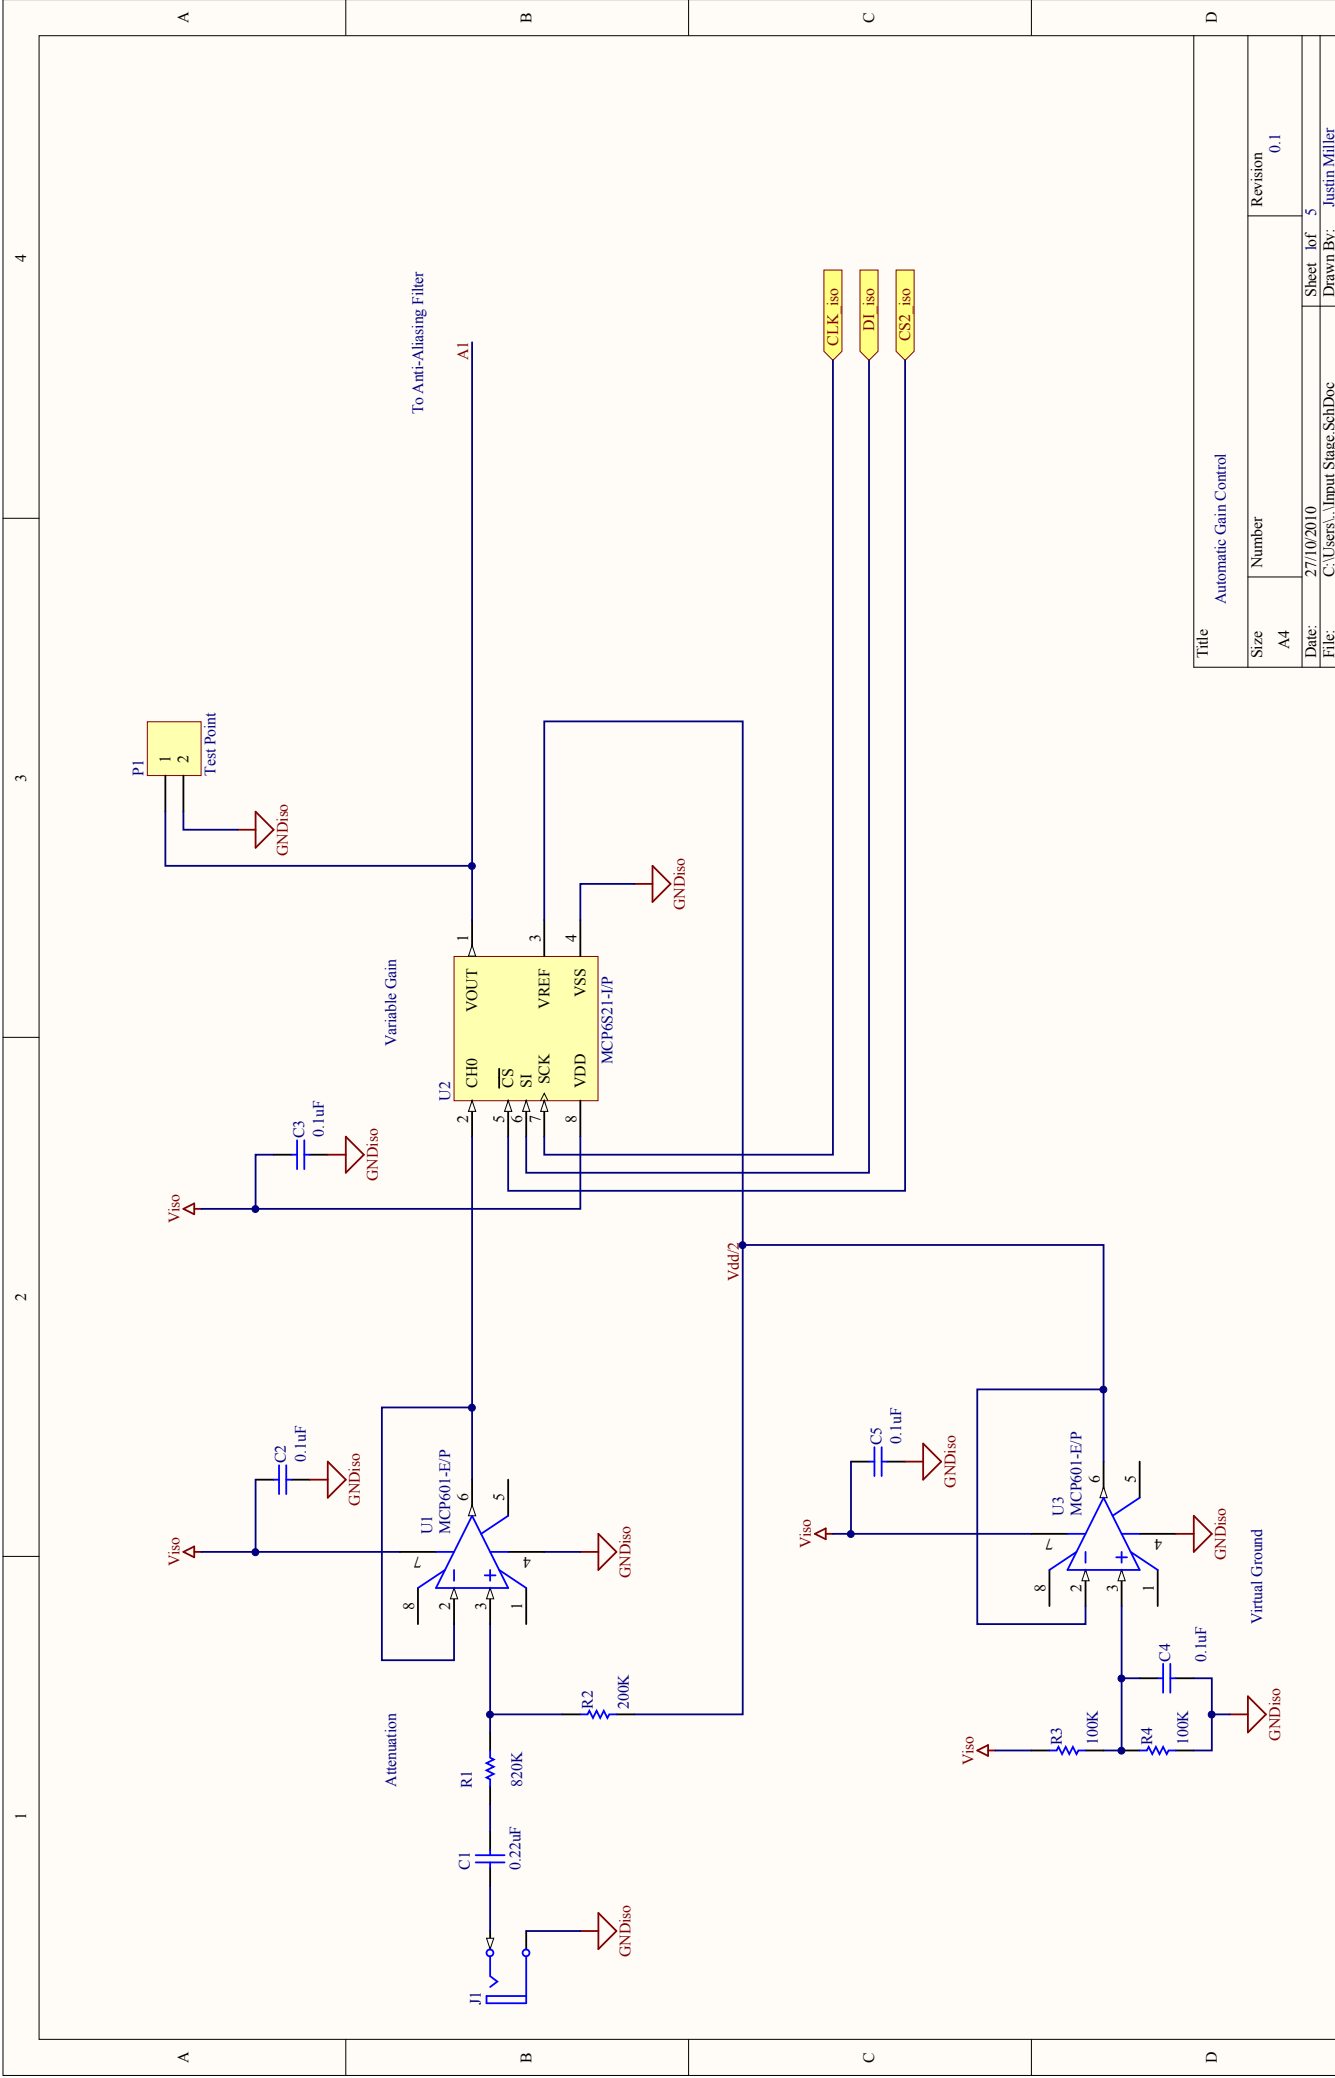 1
2
3
4
A
A
B
B
C
C
D
D
P1
1
2
Test Point
GNDiso
Viso
C2
0.1uF
GNDiso
Viso
C3
0.1uF
GNDiso
Attenuation
Variable Gain
To Anti-Aliasing Filter
J1
GNDiso
C1
0.22uF
R1
820K
R2
200K
U1
MCP601-E/P
8
7
2
3
1
4
6
5
GNDiso
U2
CH0
CS
SI
SCK
VDD
VOUT
VREF
VSS
MCP6S21-I/P
2
5
6
7
8
1
3
4
GNDiso
A1
Vdd/2
CLK_iso
DI_iso
CS2_iso
Viso
C5
0.1uF
GNDiso
Viso
R3
100K
R4
100K
C4
0.1uF
GNDiso
U3
MCP601-E/P
8
7
2
3
1
4
6
5
GNDiso
Virtual Ground
Title
Automatic Gain Control
Size
A4
Number
Revision
0.1
Date: 27/10/2010
Sheet 1of 5
File: C:\Users\..\Input Stage.SchDoc
Drawn By: Justin Miller